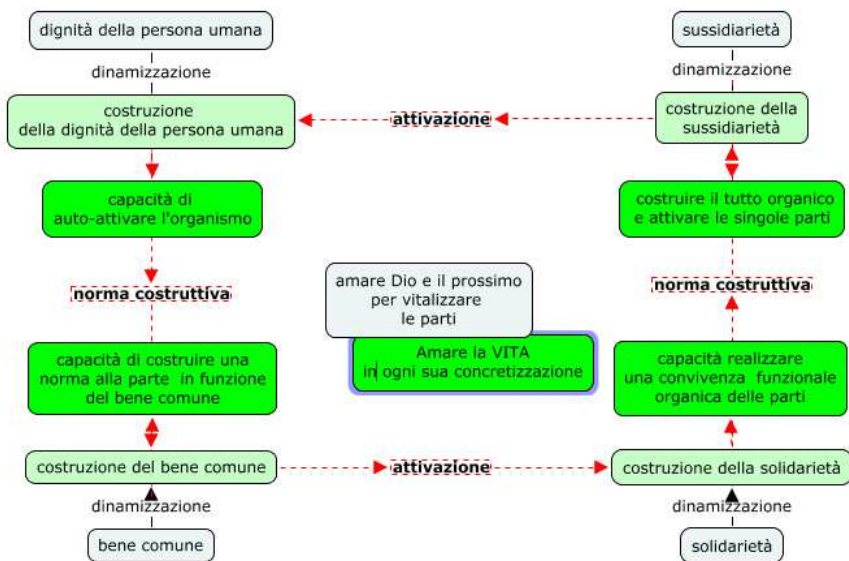 dignità della persona umana
sussidiarietà
dinamizzazione
dinamizzazione
costruzione
della dignità della persona umana
attivazione
costruzione della
sussidiarietà
capacità di
auto-attivare l'organismo
costruire il tutto organico
e attivare le singole parti
norma costruttiva
amare Dio e il prossimo
per vitalizzare
le parti
norma costruttiva
Amare la VITA
in ogni sua concretizzazione
capacità di costruire una
norma alla parte in funzione
del bene comune
capacità realizzare
una convivenza funzionale
organica delle parti
costruzione del bene comune
attivazione
costruzione della solidarietà
dinamizzazione
dinamizzazione
bene comune
solidarietà